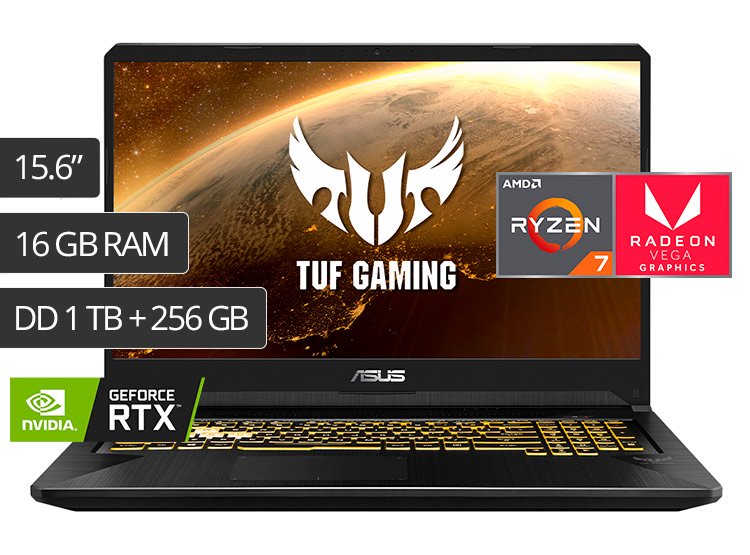 15.6”
16 GB RAM
DD 1 TB + 256 GB
NVIDIA.
GEFORCE
RTX™
TUF GAMING
AMD
RYZEN
7
RADEON
VEGA
GRAPHICS
ASUS